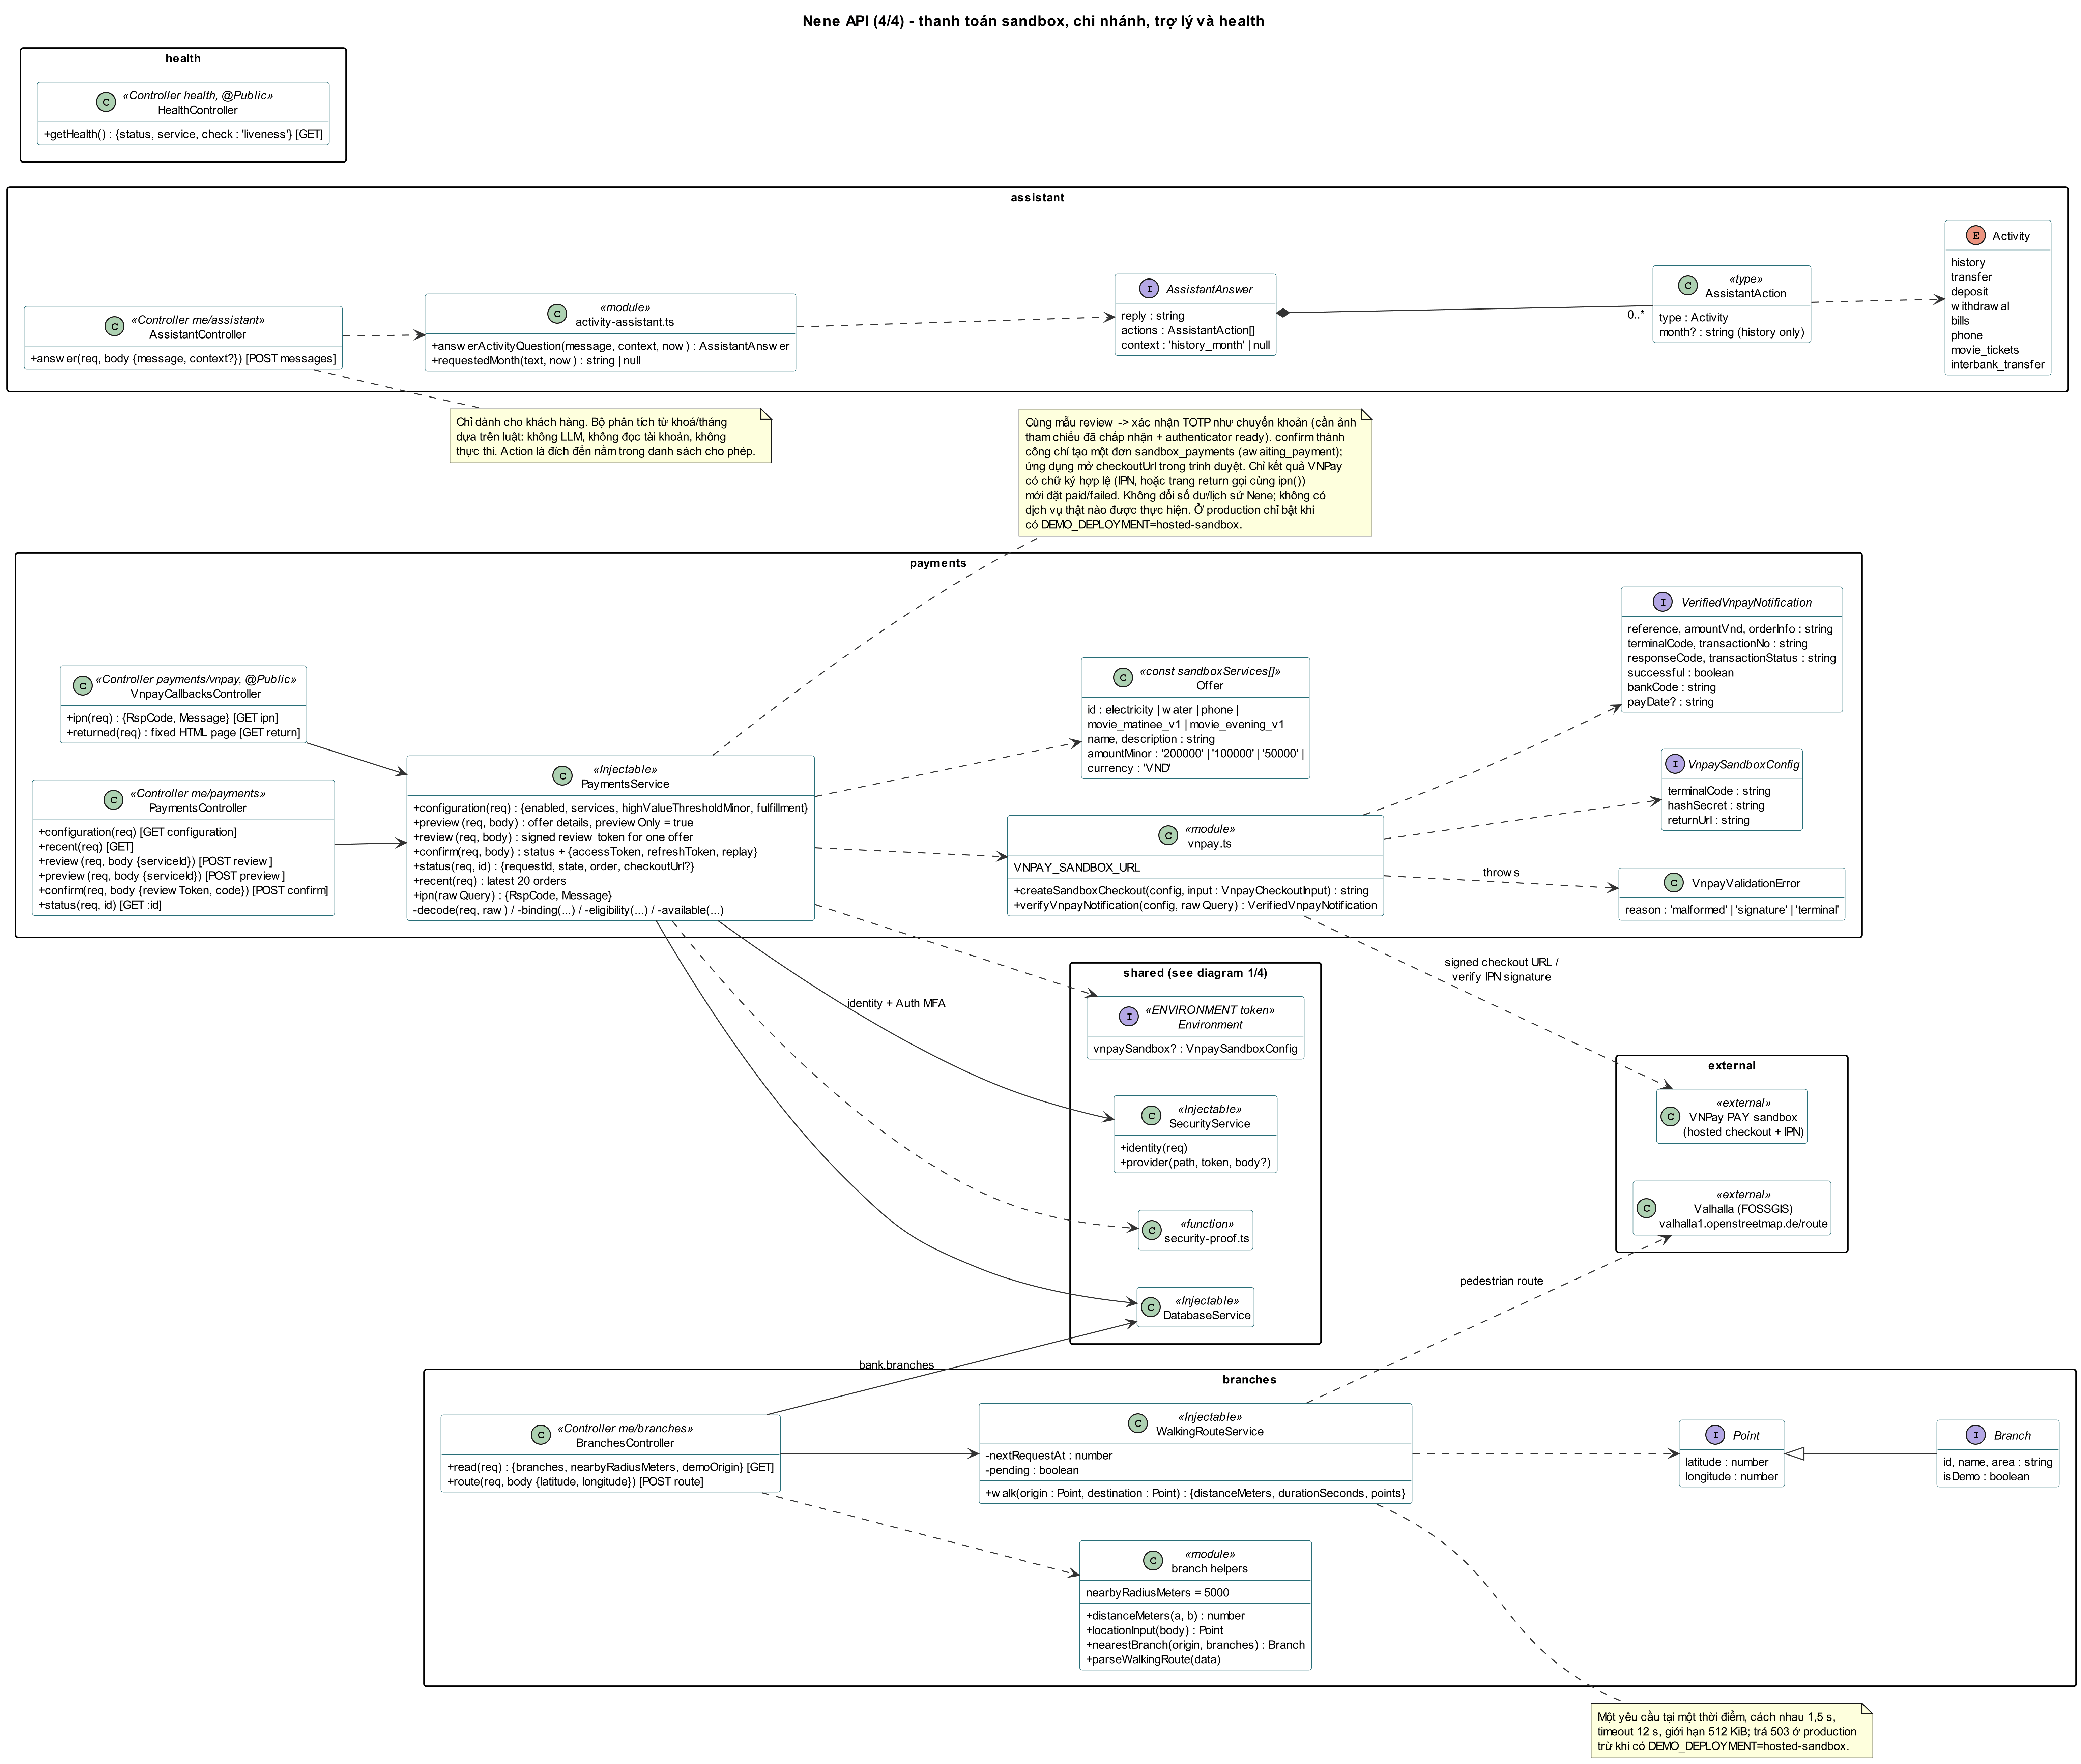 Nene API (4/4) - thanh toán sandbox, chi nhánh, trợ lý và health
health
C
«Controller health, @Public»
HealthController
+getHealth() : {status, service, check : 'liveness'} [GET]
assistant
C
«Controller me/assistant»
AssistantController
+answer(req, body {message, context?}) [POST messages]
C
«module»
activity-assistant.ts
+answerActivityQuestion(message, context, now) : AssistantAnswer
+requestedMonth(text, now) : string | null
I
AssistantAnswer
reply : string
actions : AssistantAction[]
context : 'history_month' | null
0..*
C
«type»
AssistantAction
type : Activity
month? : string (history only)
E
Activity
history
transfer
deposit
withdrawal
bills
phone
movie_tickets
interbank_transfer
Chỉ dành cho khách hàng. Bộ phân tích từ khoá/tháng
dựa trên luật: không LLM, không đọc tài khoản, không
thực thi. Action là đích đến nằm trong danh sách cho phép.
Cùng mẫu review -> xác nhận TOTP như chuyển khoản (cần ảnh
tham chiếu đã chấp nhận + authenticator ready). confirm thành
công chỉ tạo một đơn sandbox_payments (awaiting_payment);
ứng dụng mở checkoutUrl trong trình duyệt. Chỉ kết quả VNPay
có chữ ký hợp lệ (IPN, hoặc trang return gọi cùng ipn())
mới đặt paid/failed. Không đổi số dư/lịch sử Nene; không có
dịch vụ thật nào được thực hiện. Ở production chỉ bật khi
có DEMO_DEPLOYMENT=hosted-sandbox.
payments
C
«Controller payments/vnpay, @Public»
VnpayCallbacksController
+ipn(req) : {RspCode, Message} [GET ipn]
+returned(req) : fixed HTML page [GET return]
C
«Controller me/payments»
PaymentsController
+configuration(req) [GET configuration]
+recent(req) [GET]
+review(req, body {serviceId}) [POST review]
+preview(req, body {serviceId}) [POST preview]
+confirm(req, body {reviewToken, code}) [POST confirm]
+status(req, id) [GET :id]
C
«Injectable»
PaymentsService
+configuration(req) : {enabled, services, highValueThresholdMinor, fulfillment}
+preview(req, body) : offer details, previewOnly = true
+review(req, body) : signed review token for one offer
+confirm(req, body) : status + {accessToken, refreshToken, replay}
+status(req, id) : {requestId, state, order, checkoutUrl?}
+recent(req) : latest 20 orders
+ipn(rawQuery) : {RspCode, Message}
-decode(req, raw) / -binding(...) / -eligibility(...) / -available(...)
C
«const sandboxServices[]»
Offer
id : electricity | water | phone |
movie_matinee_v1 | movie_evening_v1
name, description : string
amountMinor : '200000' | '100000' | '50000' |
currency : 'VND'
C
«module»
vnpay.ts
VNPAY_SANDBOX_URL
+createSandboxCheckout(config, input : VnpayCheckoutInput) : string
+verifyVnpayNotification(config, rawQuery) : VerifiedVnpayNotification
I
VerifiedVnpayNotification
reference, amountVnd, orderInfo : string
terminalCode, transactionNo : string
responseCode, transactionStatus : string
successful : boolean
bankCode : string
payDate? : string
I
VnpaySandboxConfig
terminalCode : string
hashSecret : string
returnUrl : string
throws
C
VnpayValidationError
reason : 'malformed' | 'signature' | 'terminal'
signed checkout URL /
verify IPN signature
identity + Auth MFA
shared (see diagram 1/4)
I
«ENVIRONMENT token»
Environment
vnpaySandbox? : VnpaySandboxConfig
C
«Injectable»
SecurityService
+identity(req)
+provider(path, token, body?)
C
«function»
security-proof.ts
C
«Injectable»
DatabaseService
external
C
«external»
VNPay PAY sandbox
(hosted checkout + IPN)
C
«external»
Valhalla (FOSSGIS)
valhalla1.openstreetmap.de/route
pedestrian route
bank.branches
branches
C
«Controller me/branches»
BranchesController
+read(req) : {branches, nearbyRadiusMeters, demoOrigin} [GET]
+route(req, body {latitude, longitude}) [POST route]
C
«Injectable»
WalkingRouteService
-nextRequestAt : number
-pending : boolean
+walk(origin : Point, destination : Point) : {distanceMeters, durationSeconds, points}
I
Point
latitude : number
longitude : number
I
Branch
id, name, area : string
isDemo : boolean
C
«module»
branch helpers
nearbyRadiusMeters = 5000
+distanceMeters(a, b) : number
+locationInput(body) : Point
+nearestBranch(origin, branches) : Branch
+parseWalkingRoute(data)
Một yêu cầu tại một thời điểm, cách nhau 1,5 s,
timeout 12 s, giới hạn 512 KiB; trả 503 ở production
trừ khi có DEMO_DEPLOYMENT=hosted-sandbox.